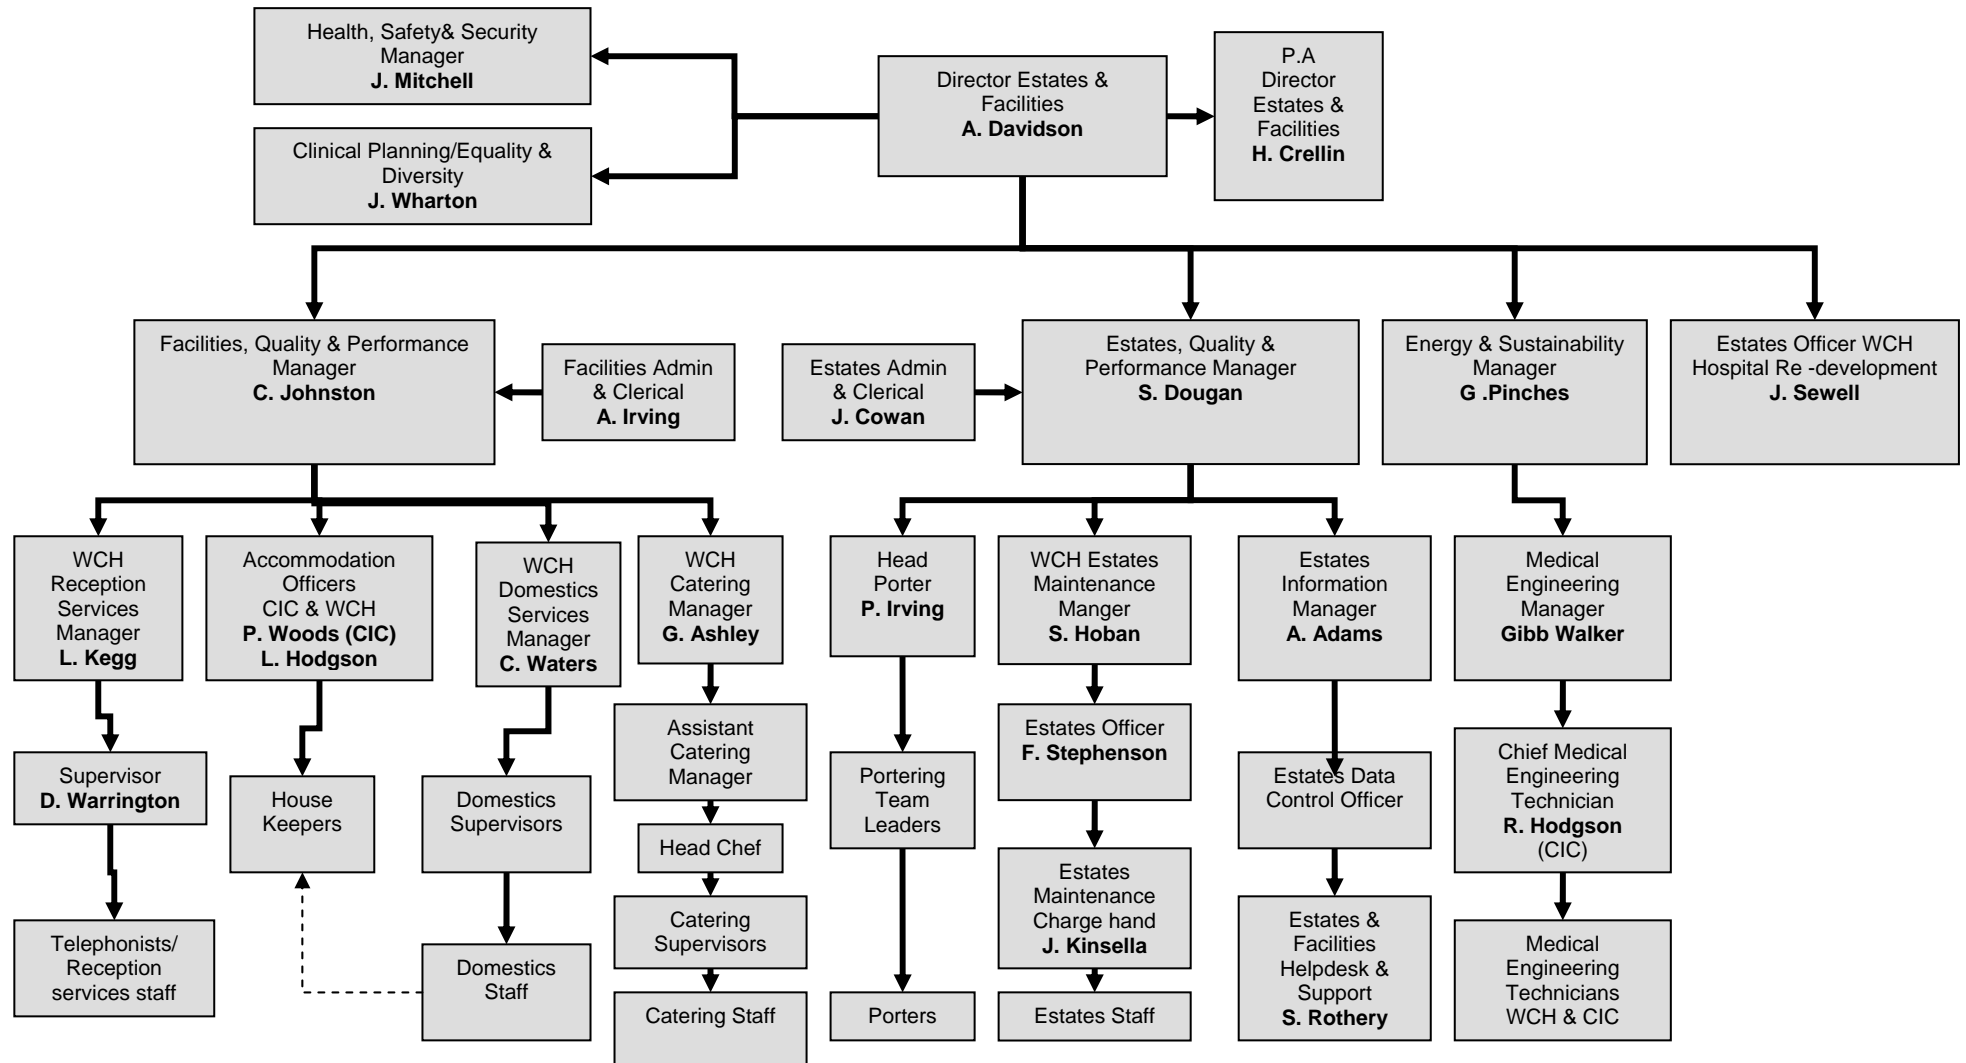 Health, Safety& Security
Manager
J. Mitchell
Clinical Planning/Equality &
Diversity
J. Wharton
Director Estates &
Facilities
A. Davidson
P.A
Director
Estates &
Facilities
H. Crellin
Facilities, Quality & Performance
Manager
C. Johnston
Facilities Admin
& Clerical
A. Irving
Estates Admin
& Clerical
J. Cowan
Estates, Quality &
Performance Manager
S. Dougan
Energy & Sustainability
Manager
G .Pinches
Estates Officer WCH
Hospital Re -development
J. Sewell
WCH
Reception
Services
Manager
L. Kegg
Accommodation
Officers
CIC & WCH
P. Woods (CIC)
L. Hodgson
WCH
Domestics
Services
Manager
C. Waters
WCH
Catering
Manager
G. Ashley
Head
Porter
P. Irving
WCH Estates
Maintenance
Manger
S. Hoban
Estates
Information
Manager
A. Adams
Medical
Engineering
Manager
Gibb Walker
Supervisor
D. Warrington
House
Keepers
Domestics
Supervisors
Assistant
Catering
Manager
Portering
Team
Leaders
Estates Officer
F. Stephenson
Estates Data
Control Officer
Chief Medical
Engineering
Technician
R. Hodgson
(CIC)
Head Chef
Catering
Supervisors
Estates
Maintenance
Charge hand
J. Kinsella
Telephonists/
Reception
services staff
Domestics
Staff
Catering Staff
Porters
Estates Staff
Estates &
Facilities
Helpdesk &
Support
S. Rothery
Medical
Engineering
Technicians
WCH & CIC